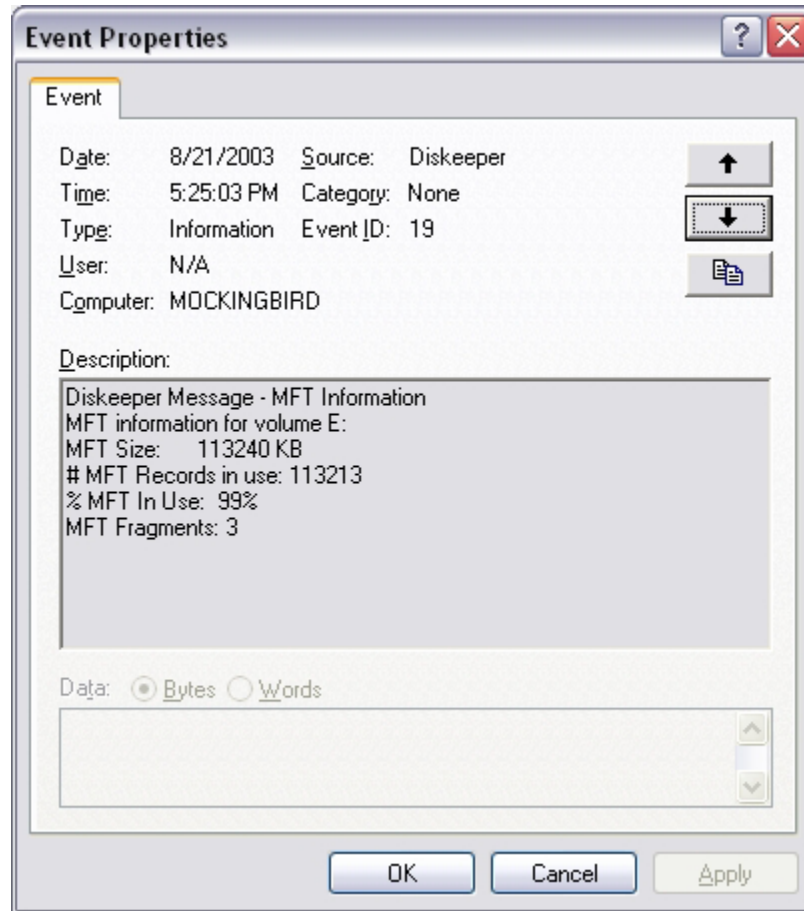 Event Properties
Event
Date: 8/21/2003 Source: Diskeeper
Time: 5:25:03 PM Category: None
Type: Information Event ID: 19
User: N/A
Computer: MOCKINGBIRD
Description:
Diskeeper Message - MFT Information
MFT information for volume E:
MFT Size: 113240 KB
# MFT Records in use: 113213
% MFT In Use: 99%
MFT Fragments: 3
Data: Bytes Words
OK Cancel Apply